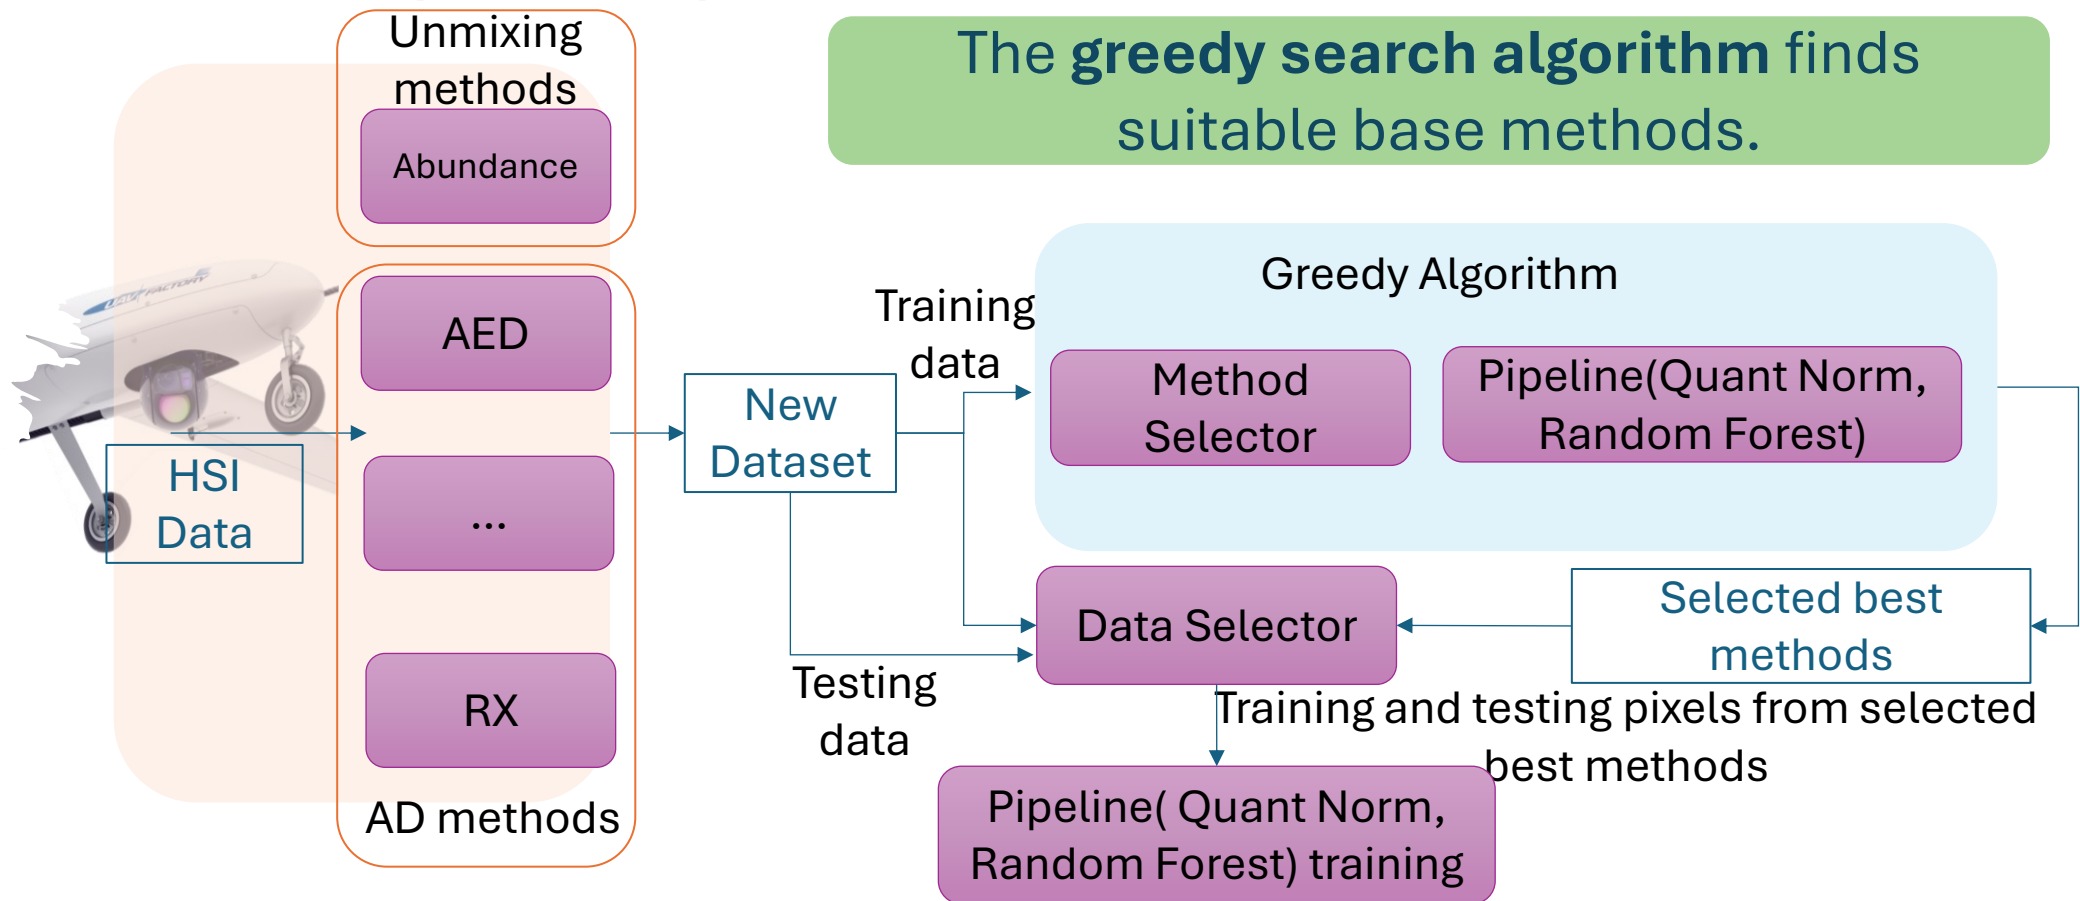 Unmixing
methods
Abundance
The greedy search algorithm finds
suitable base methods.
UAV FACTORY
HSI
Data
AED
...
RX
AD methods
New
Dataset
Training
data
Testing
data
Greedy Algorithm
Method
Selector
Pipeline(Quant Norm,
Random Forest)
Data Selector
Selected best
methods
Training and testing pixels from selected
best methods
Pipeline( Quant Norm,
Random Forest) training